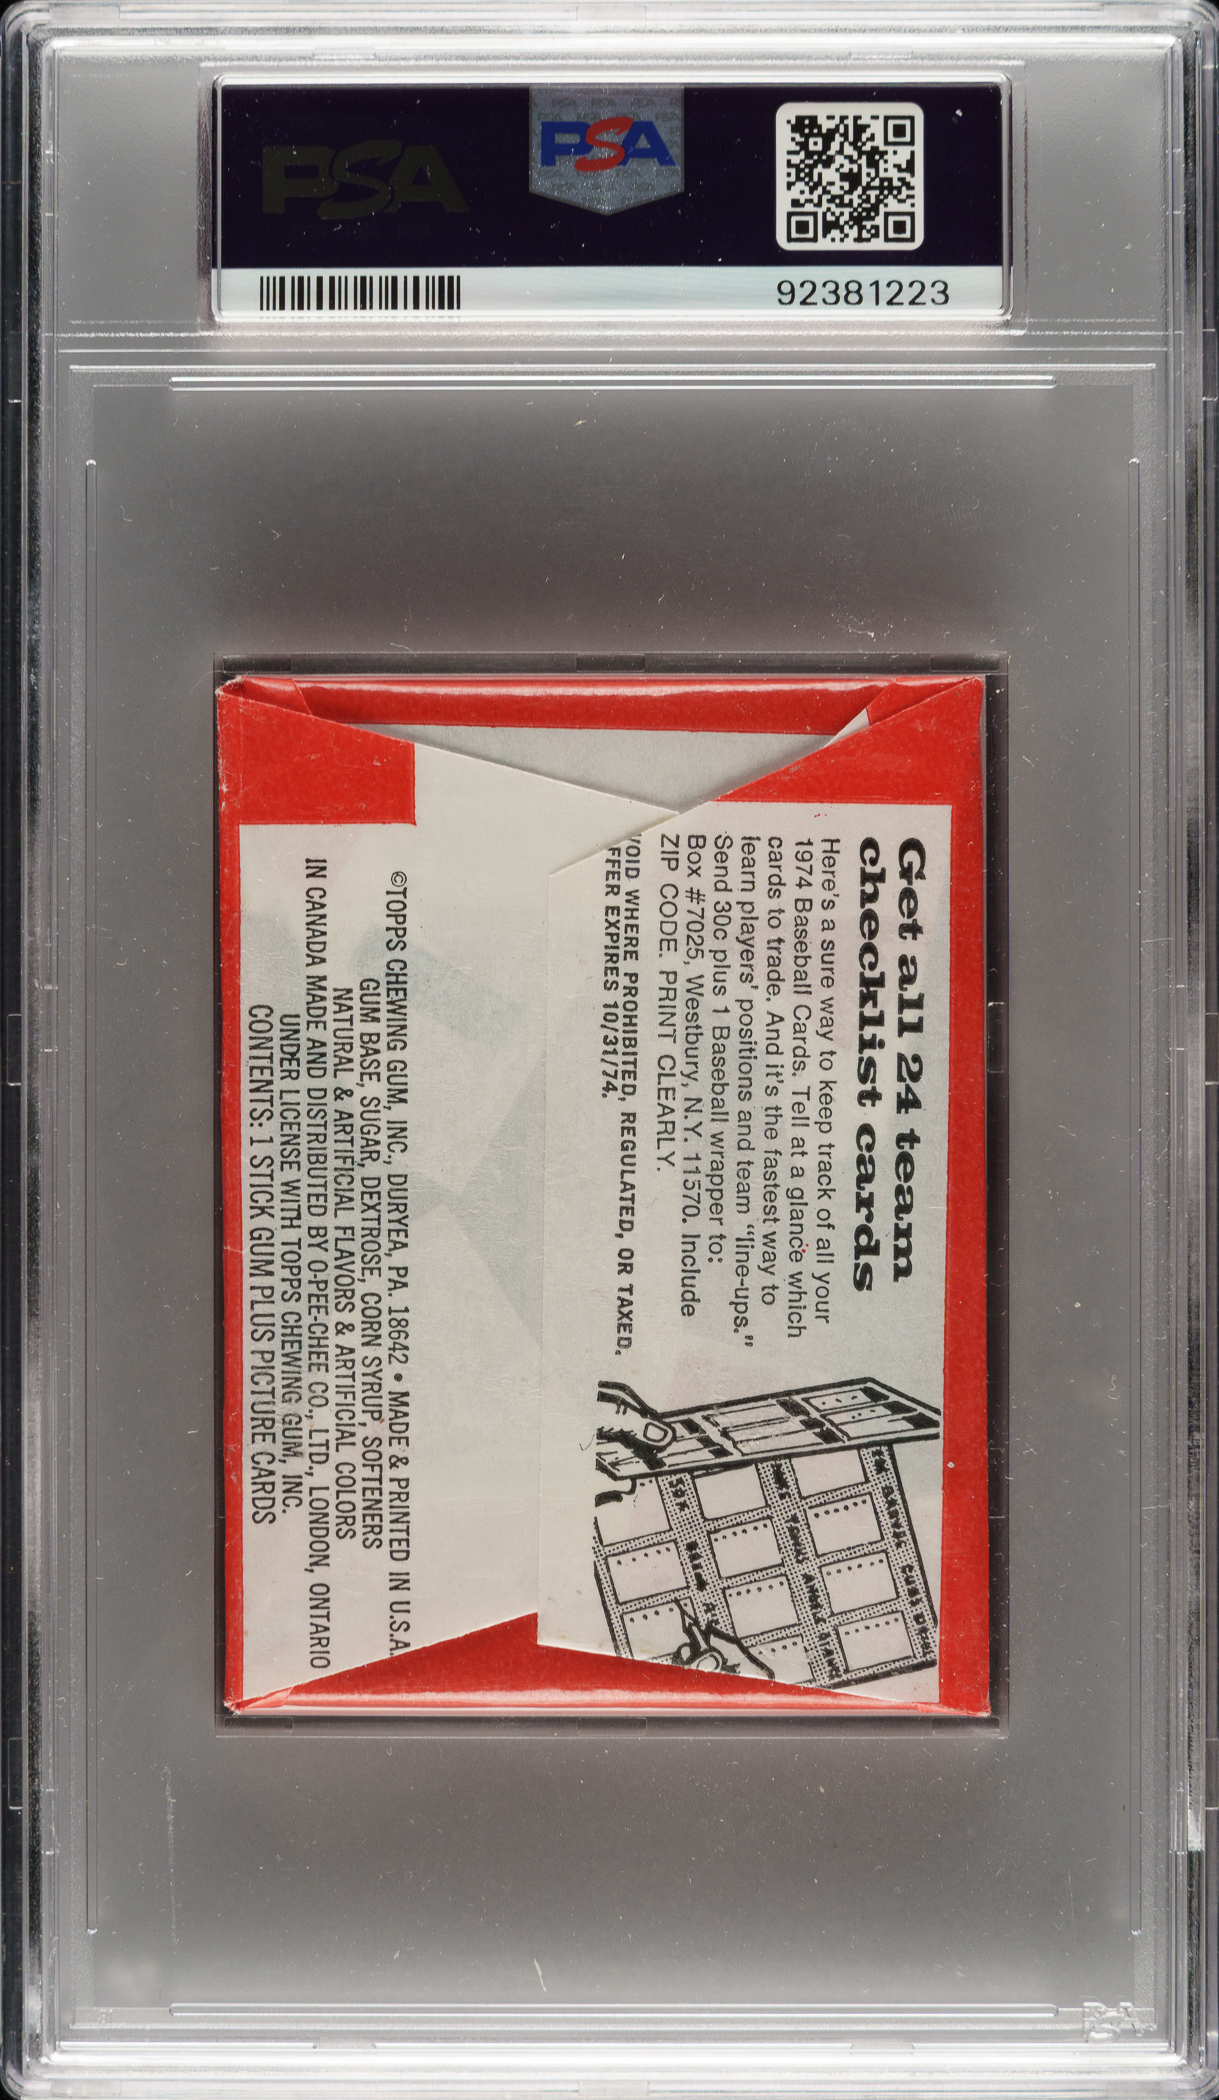 PSA
PSA
92381223
Get all 24 team
checklist cards
Here's a sure way to keep track of all your
1974 Baseball Cards. Tell at a glance which
cards to trade. And it's the fastest way to
learn players' positions and team "line-ups."
Send 30c plus 1 Baseball wrapper to:
Box #7025, Westbury, N.Y. 11570. Include
ZIP CODE. PRINT CLEARLY.
VOID WHERE PROHIBITED, REGULATED, OR TAXED.
FFER EXPIRES 10/31/74.
©TOPPS CHEWING GUM, INC., DURYEA, PA. 18642 • MADE & PRINTED IN U.S.A.
GUM BASE, SUGAR, DEXTROSE, CORN SYRUP, SOFTENERS
NATURAL & ARTIFICIAL FLAVORS & ARTIFICIAL COLORS
IN CANADA MADE AND DISTRIBUTED BY O-PEE-CHEE CO., LTD., LONDON, ONTARIO
UNDER LICENSE WITH TOPPS CHEWING GUM, INC.
CONTENTS: 1 STICK GUM PLUS PICTURE CARDS